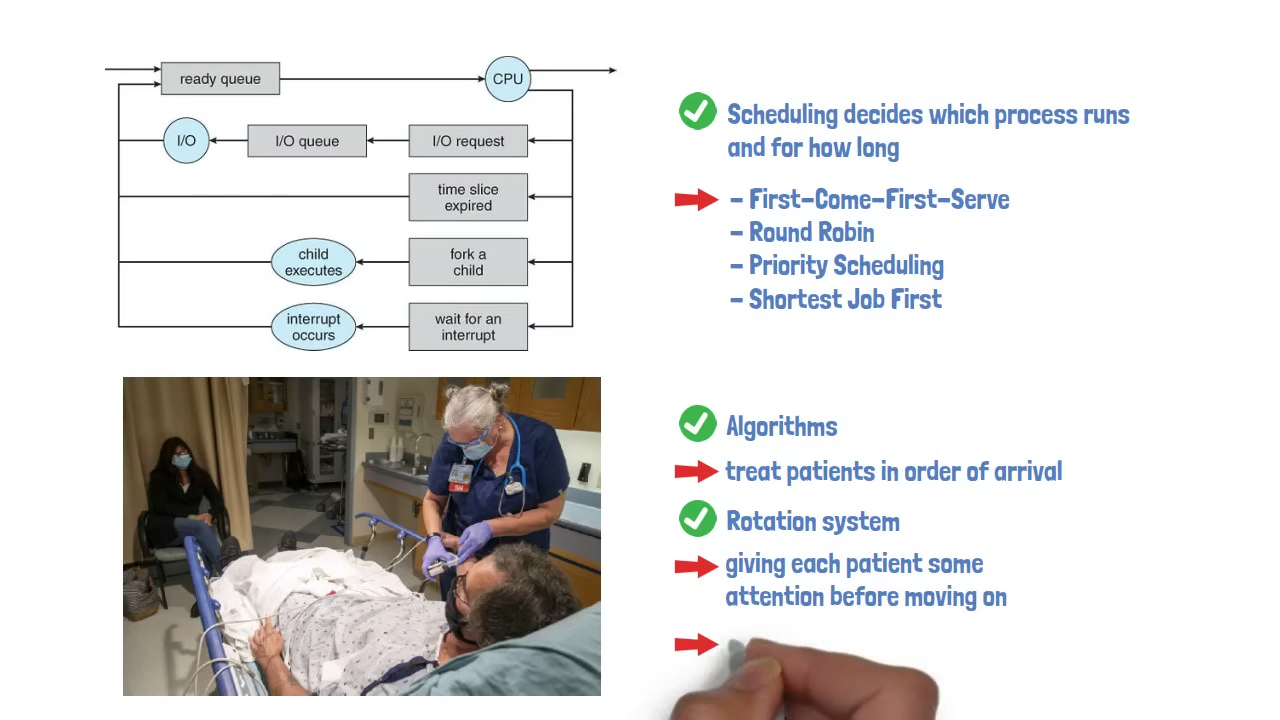 ready queue
CPU
I/O
I/O queue
I/O request
time slice
expired
child
executes
fork a
child
interrupt
occurs
wait for an
interrupt
Scheduling decides which process runs
and for how long
– First-Come-First-Serve
– Round Robin
– Priority Scheduling
– Shortest Job First
Algorithms
treat patients in order of arrival
Rotation system
giving each patient some
attention before moving on